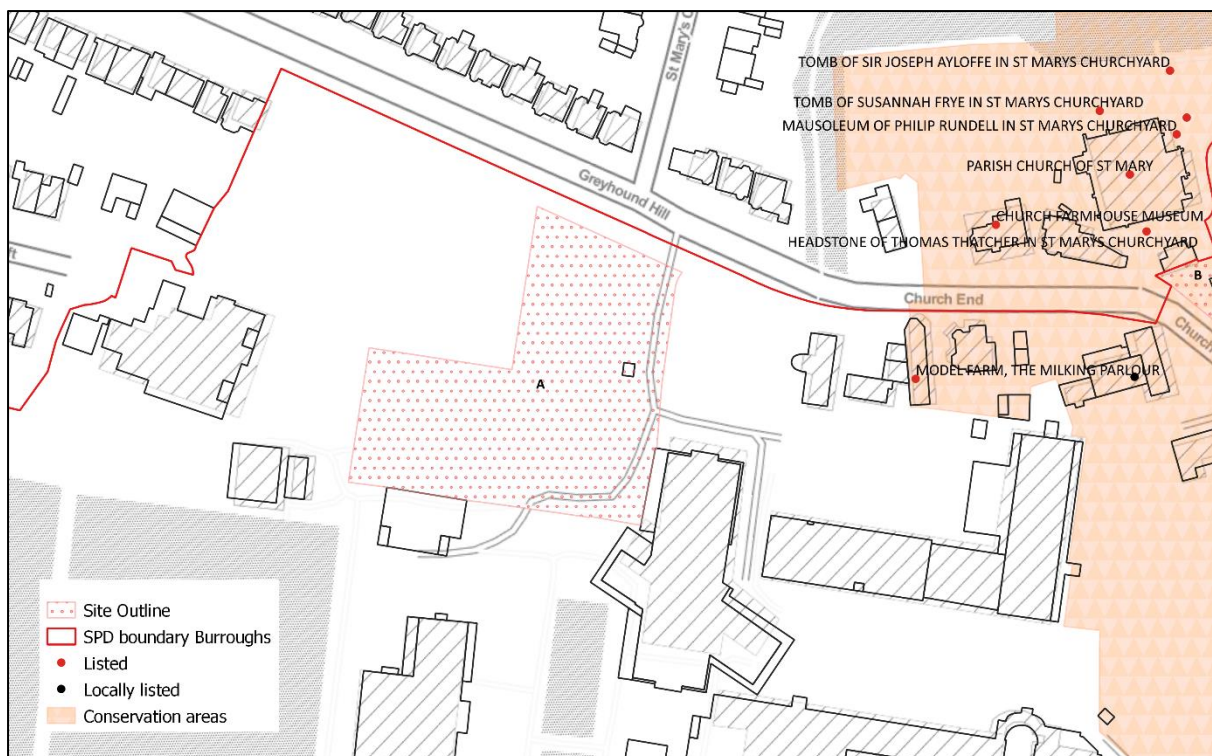 St Mary's C
TOMB OF SIR JOSEPH AYLOFFE IN ST MARYS CHURCHYARD
TOMB OF SUSANNAH FRYE IN ST MARYS CHURCHYARD
MAUSOLEUM OF PHILIP RUNDELL IN ST MARYS CHURCHYARD
PARISH CHURCH OF ST MARY
Greyhound Hill
CHURCH FARMHOUSE MUSEUM
HEADSTONE OF THOMAS THATCHER IN ST MARYS CHURCHYARD
ft
B
Church End
Church
MODEL FARM, THE MILKING PARLOUR
A
Site Outline
SPD boundary Burroughs
Listed
Locally listed
Conservation areas